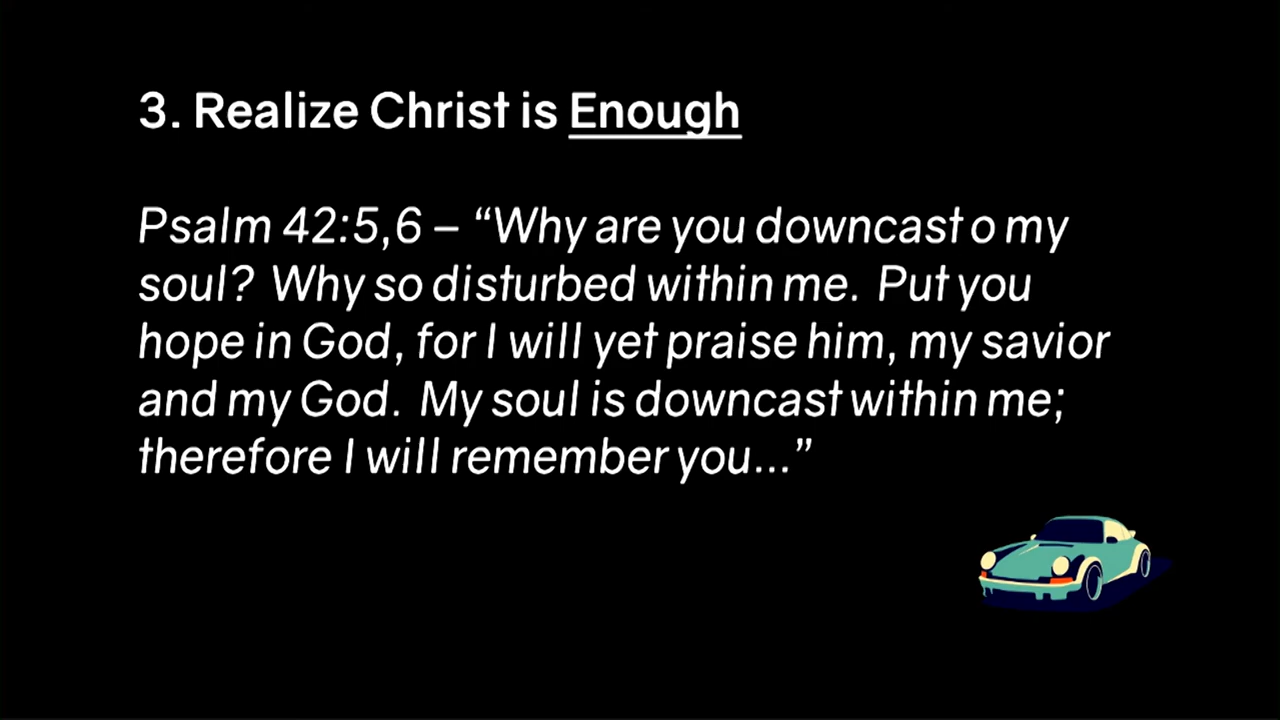 3. Realize Christ is Enough
Psalm 42:5,6 – “Why are you downcast o my
soul?  Why so disturbed within me.  Put you
hope in God, for I will yet praise him, my savior
and my God.  My soul is downcast within me;
therefore I will remember you...”